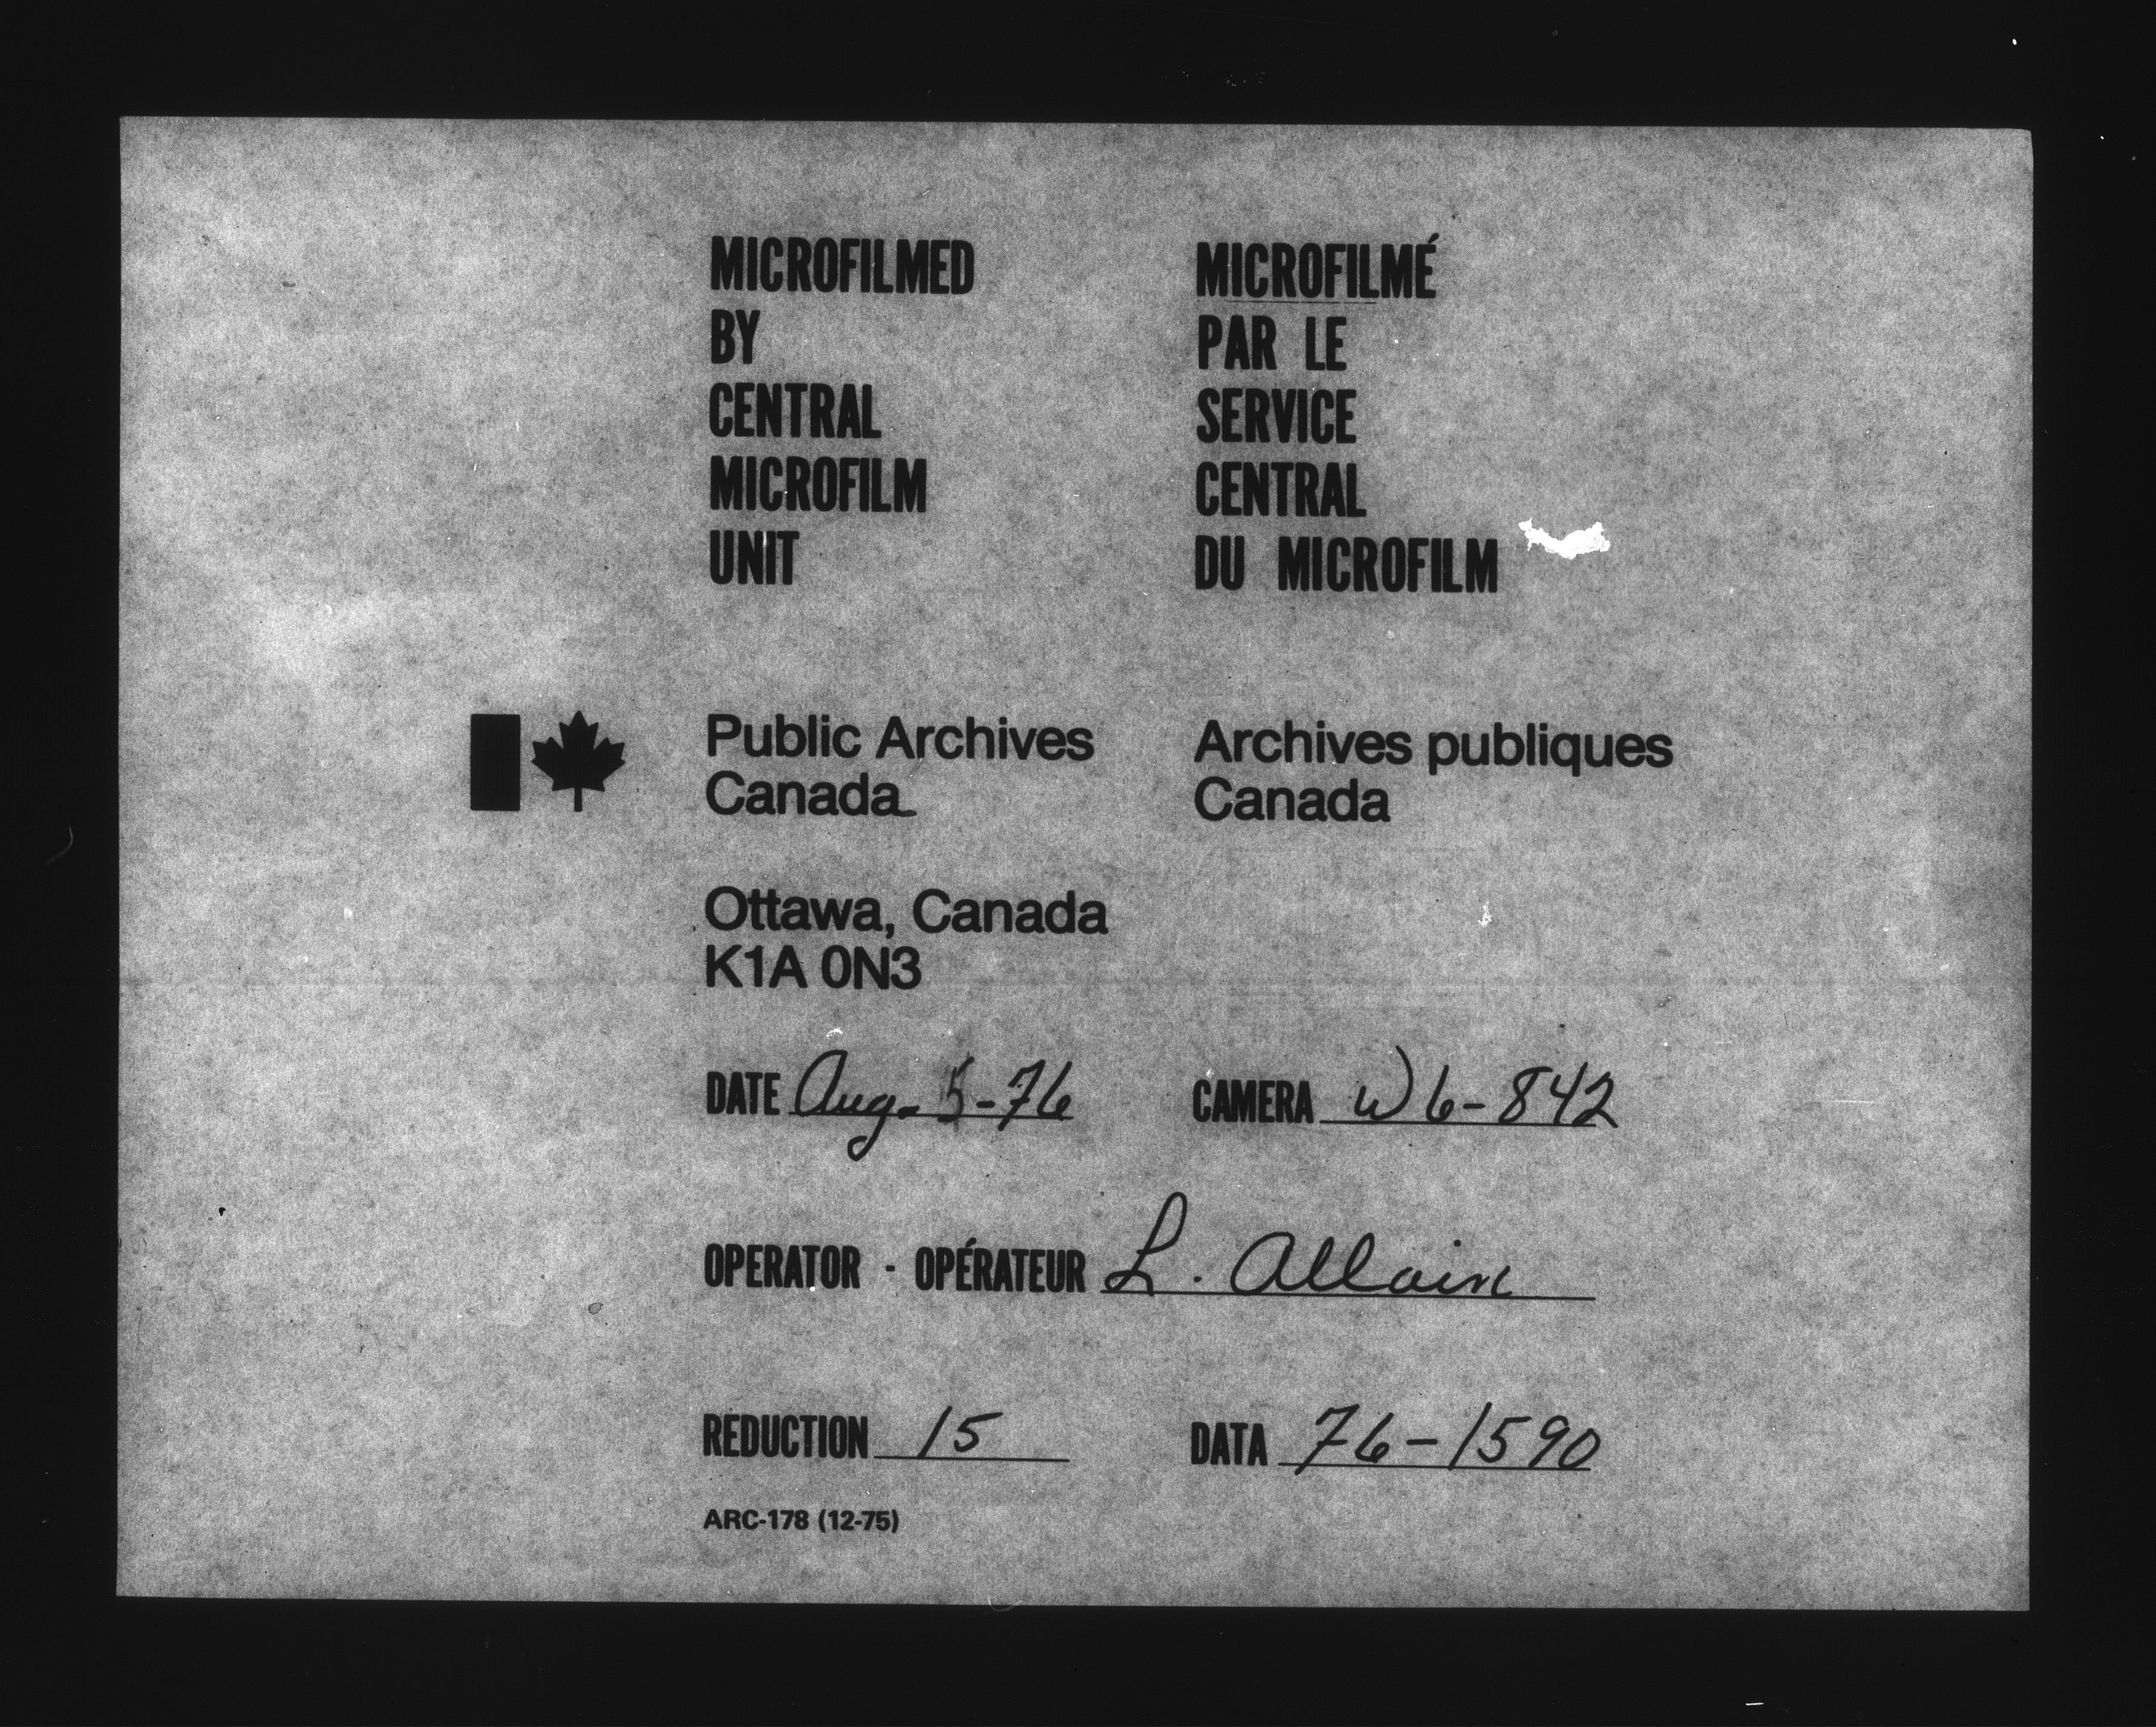 MICROFILMED
BY
CENTRAL
MICROFILM
UNIT
MICROFILMÉ
PAR LE
SERVICE
CENTRAL
DU MICROFILM
Public Archives
Canada
Archives publiques
Canada
Ottawa, Canada
K1A 0N3
DATE Aug. 5-76
CAMERA W6-842
OPERATOR - OPÉRATEUR L. Allain
REDUCTION 15
DATA 76-1590
ARC-178 (12-75)